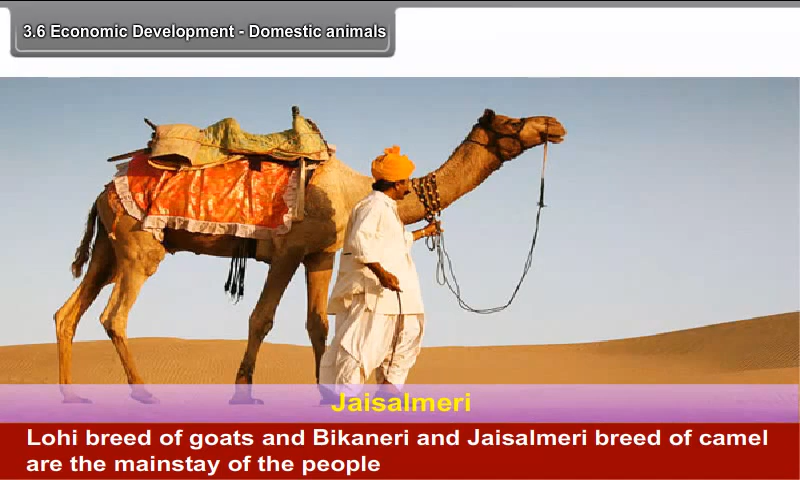 3.6 Economic Development - Domestic animals
Jaisalmeri
Lohi breed of goats and Bikaneri and Jaisalmeri breed of camel
are the mainstay of the people